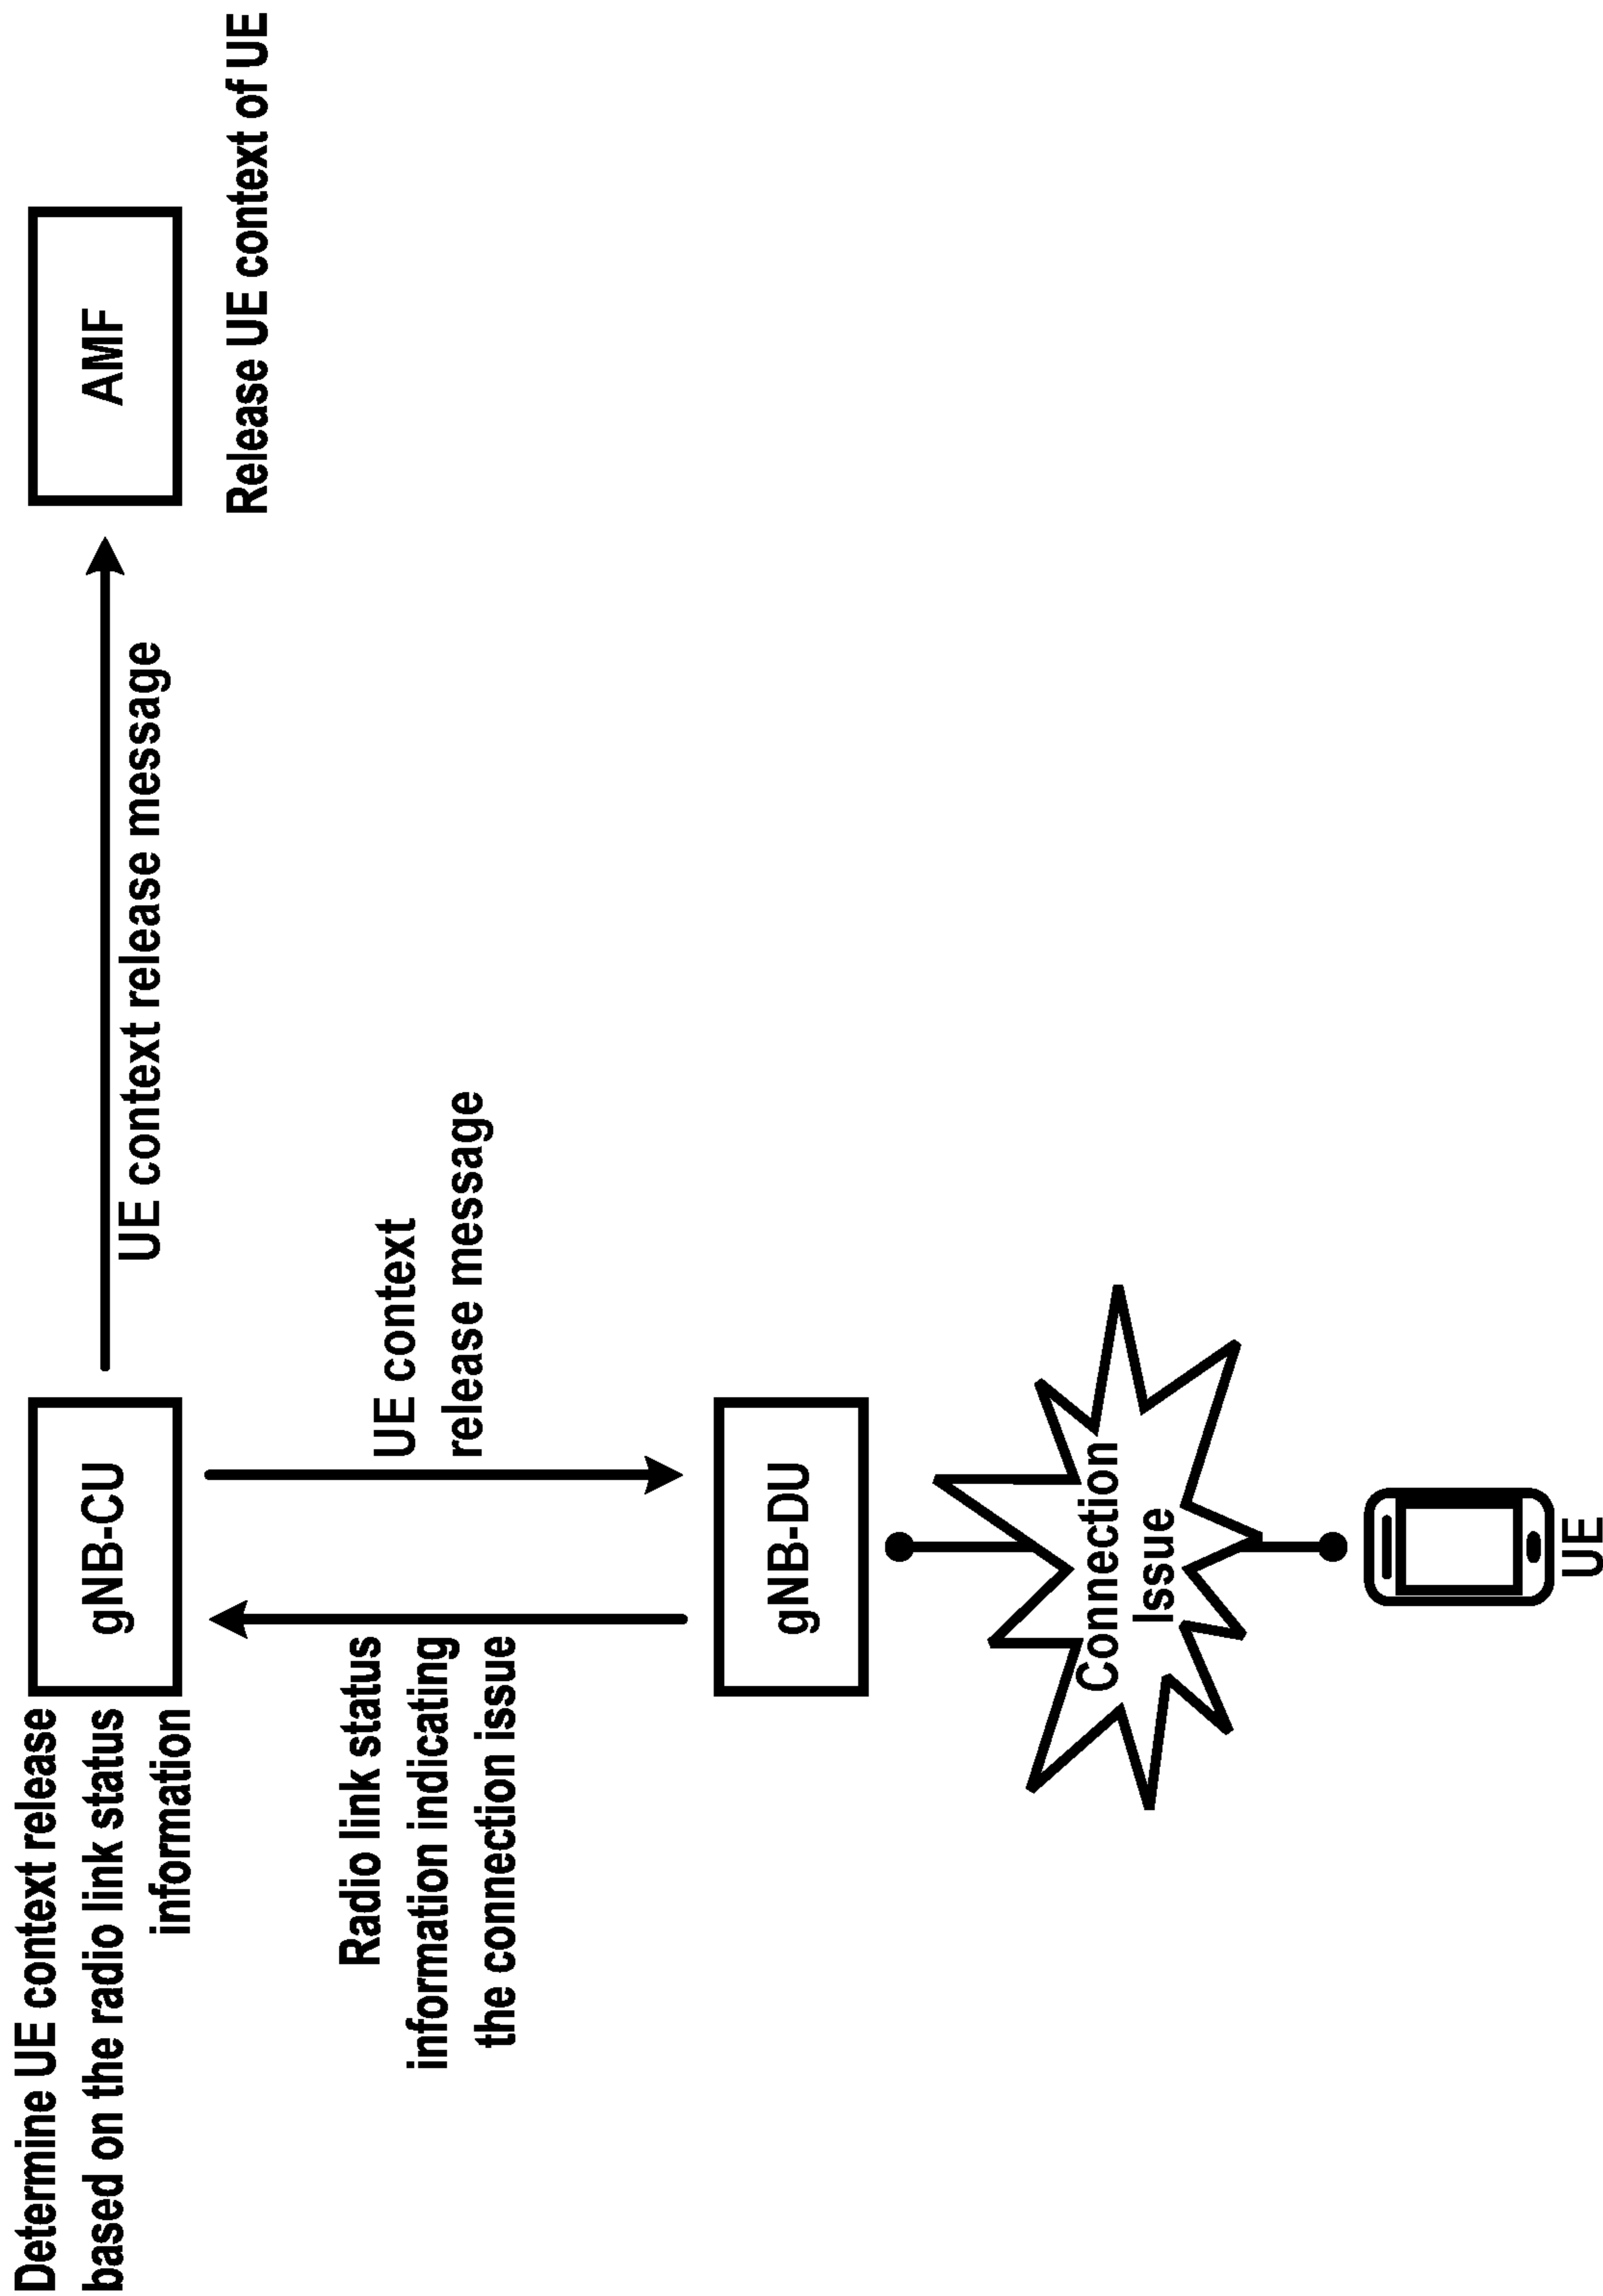 Determine UE context release
based on the radio link status
information
gNB-CU
UE context release message
AMF
Release UE context of UE
Radio link status
information indicating
the connection issue
UE context
release message
gNB-DU
Connection
Issue
UE